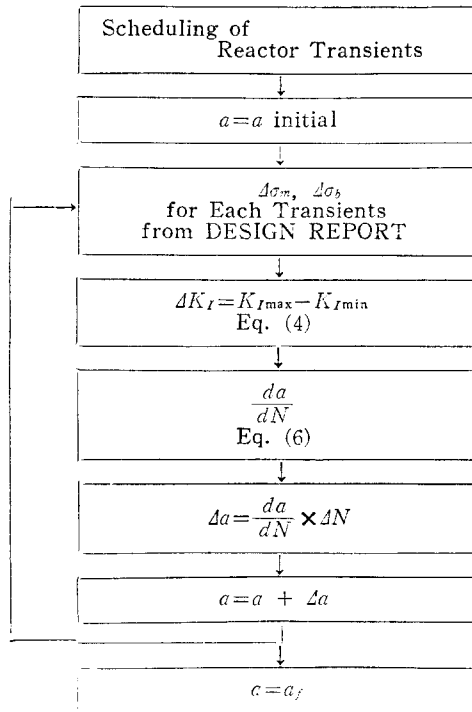 Scheduling of
Reactor Transients
a=a initial
Δσm, Δσb
for Each Transients
from DESIGN REPORT
ΔKI=KImax−KImin
Eq. (4)
da
dN
Eq. (6)
Δa=da/dN×ΔN
a=a + Δa
a=af